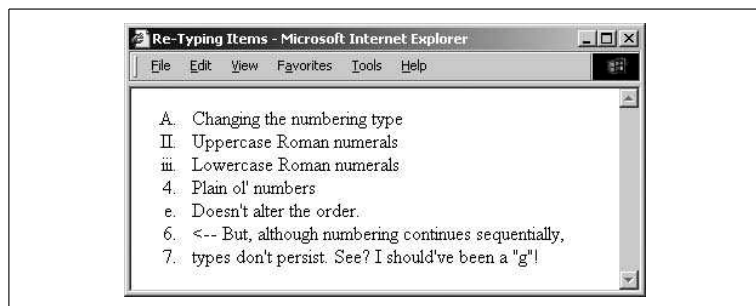 Re-Typing Items - Microsoft Internet Explorer
File Edit View Favorites Tools Help
A. Changing the numbering type
II. Uppercase Roman numerals
iii. Lowercase Roman numerals
4. Plain ol' numbers
e. Doesn't alter the order.
6. <-- But, although numbering continues sequentially,
7. types don't persist. See? I should've been a "g"!